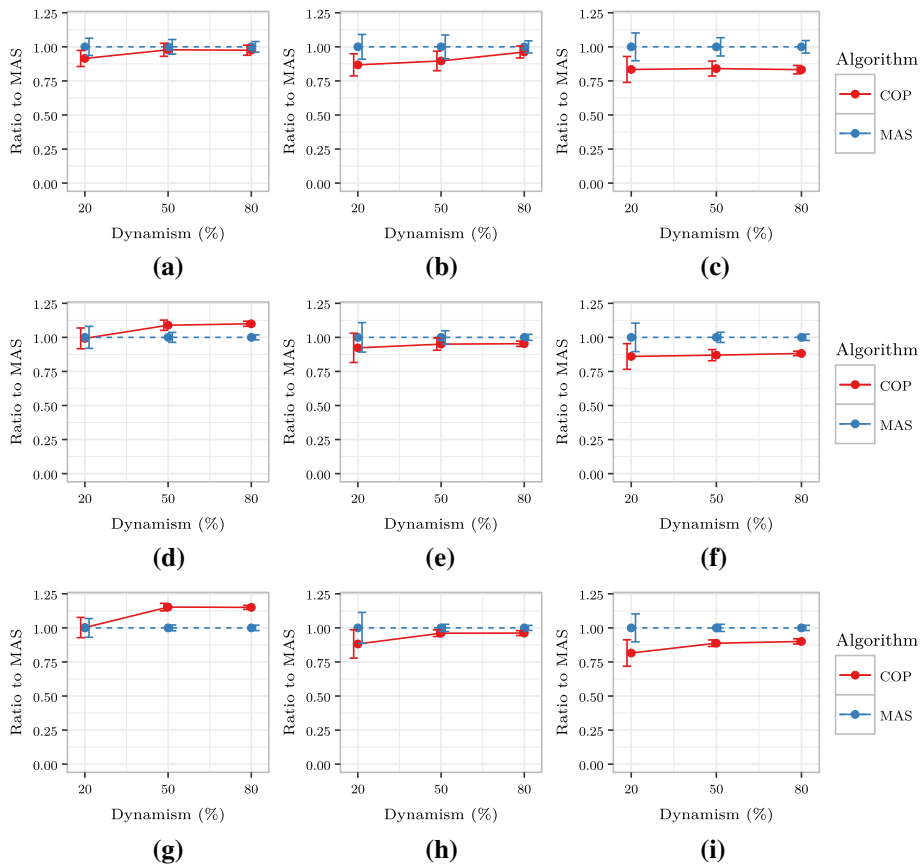 1.25
1.00
0.75
0.50
0.25
0.00
Ratio to MAS
20 50 80
Dynamism (%)
(a)
1.25
1.00
0.75
0.50
0.25
0.00
Ratio to MAS
20 50 80
Dynamism (%)
(b)
1.25
1.00
0.75
0.50
0.25
0.00
Ratio to MAS
20 50 80
Dynamism (%)
(c)
Algorithm
COP
MAS
1.25
1.00
0.75
0.50
0.25
0.00
Ratio to MAS
20 50 80
Dynamism (%)
(d)
1.25
1.00
0.75
0.50
0.25
0.00
Ratio to MAS
20 50 80
Dynamism (%)
(e)
1.25
1.00
0.75
0.50
0.25
0.00
Ratio to MAS
20 50 80
Dynamism (%)
(f)
Algorithm
COP
MAS
1.25
1.00
0.75
0.50
0.25
0.00
Ratio to MAS
20 50 80
Dynamism (%)
(g)
1.25
1.00
0.75
0.50
0.25
0.00
Ratio to MAS
20 50 80
Dynamism (%)
(h)
1.25
1.00
0.75
0.50
0.25
0.00
Ratio to MAS
20 50 80
Dynamism (%)
(i)
Algorithm
COP
MAS